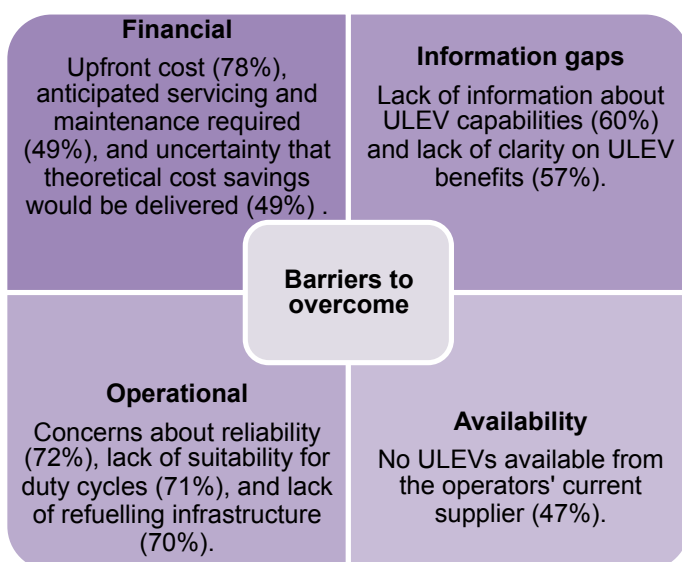 Financial
Upfront cost (78%),
anticipated servicing and
maintenance required
(49%), and uncertainty that
theoretical cost savings
would be delivered (49%) .
Information gaps
Lack of information about
ULEV capabilities (60%)
and lack of clarity on ULEV
benefits (57%).
Barriers to
overcome
Operational
Concerns about reliability
(72%), lack of suitability for
duty cycles (71%), and lack
of refuelling infrastructure
(70%).
Availability
No ULEVs available from
the operators' current
supplier (47%).